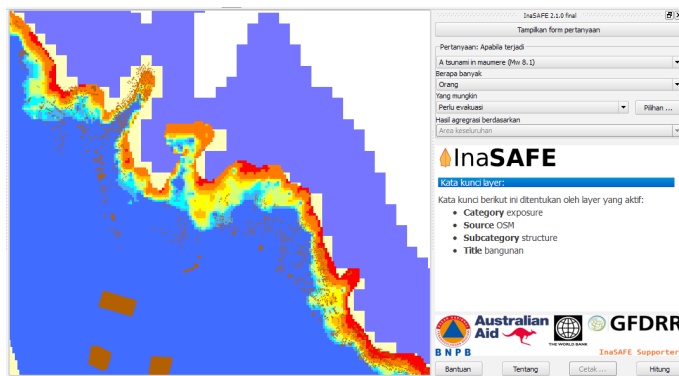 InaSAFE 2.1.0 final
Tampilkan form pertanyaan
Pertanyaan: Apabila terjadi
A tsunami in maumere (Mw 8.1)
Berapa banyak
Orang
Yang mungkin
Perlu evakuasi
Pilihan ...
Hasil agregrasi berdasarkan
Area keseluruhan
InaSAFE
Kata kunci layer:
Kata kunci berikut ini ditentukan oleh layer yang aktif:
Category exposure
Source OSM
Subcategory structure
Title bangunan
BNPB
Australian
Aid
THE WORLD BANK
GFDRR
InaSAFE Supporter
Bantuan
Tentang
Cetak ...
Hitung